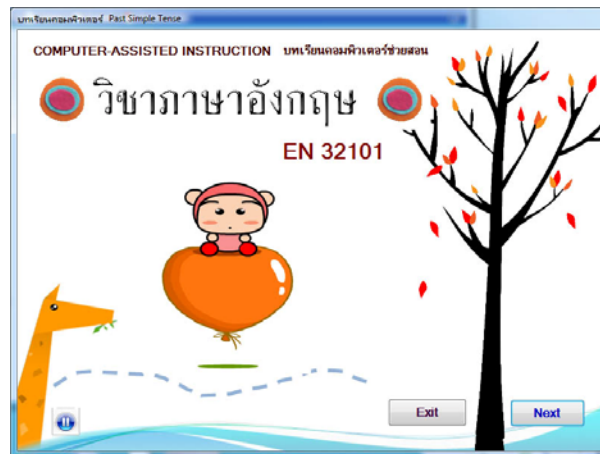 บทเรียนคอมพิวเตอร์ Past Simple Tense
COMPUTER-ASSISTED INSTRUCTION บทเรียนคอมพิวเตอร์ช่วยสอน
วิชาภาษาอังกฤษ
EN 32101
Exit Next